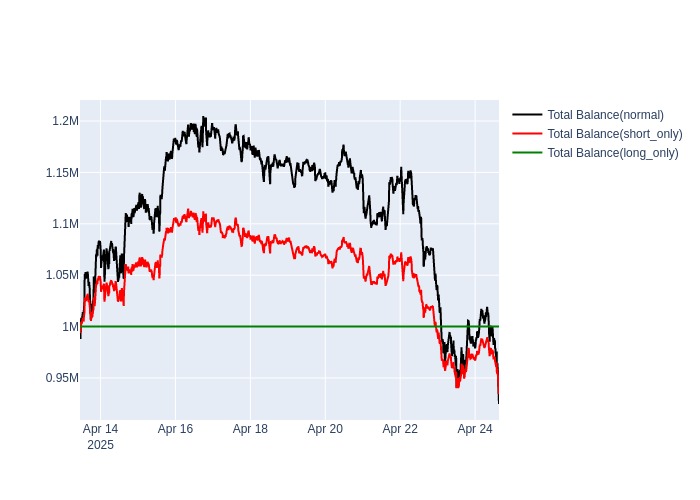 1.2M
1.15M
1.1M
1.05M
1M
0.95M
Apr 14
2025
Apr 16
Apr 18
Apr 20
Apr 22
Apr 24
Total Balance(normal)
Total Balance(short_only)
Total Balance(long_only)